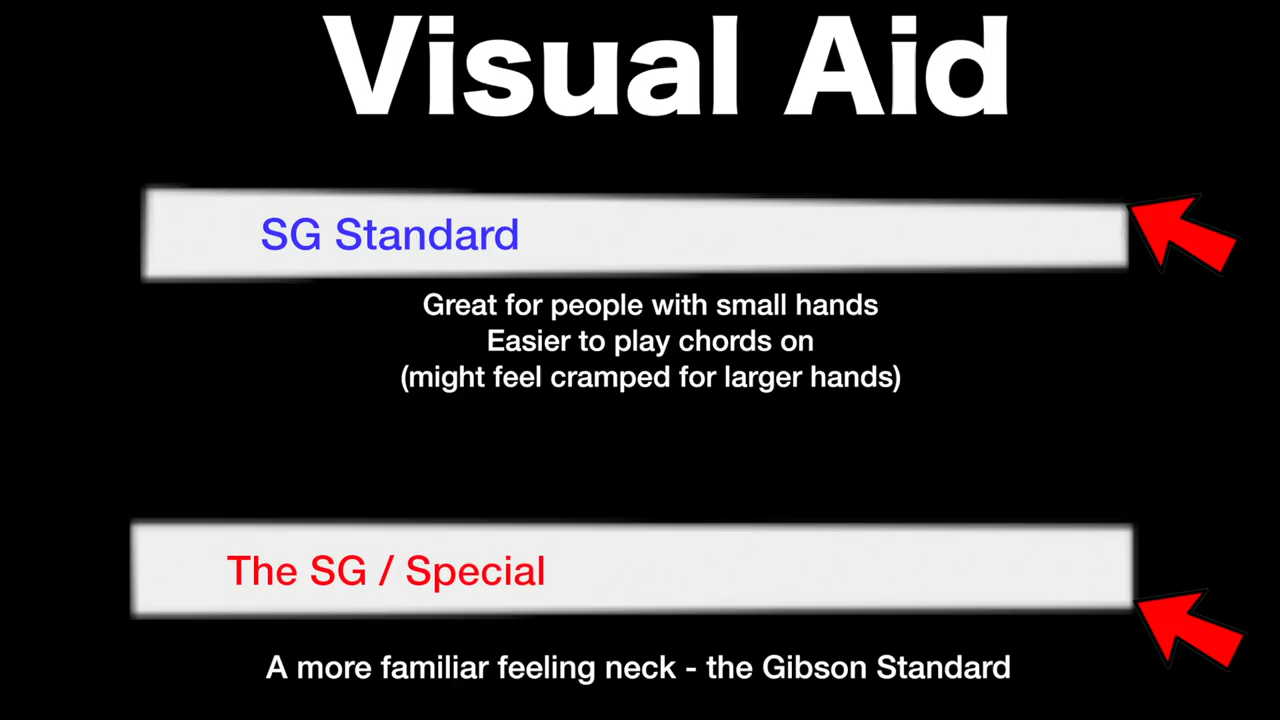 Visual Aid
SG Standard
Great for people with small hands
Easier to play chords on
(might feel cramped for larger hands)
The SG / Special
A more familiar feeling neck - the Gibson Standard